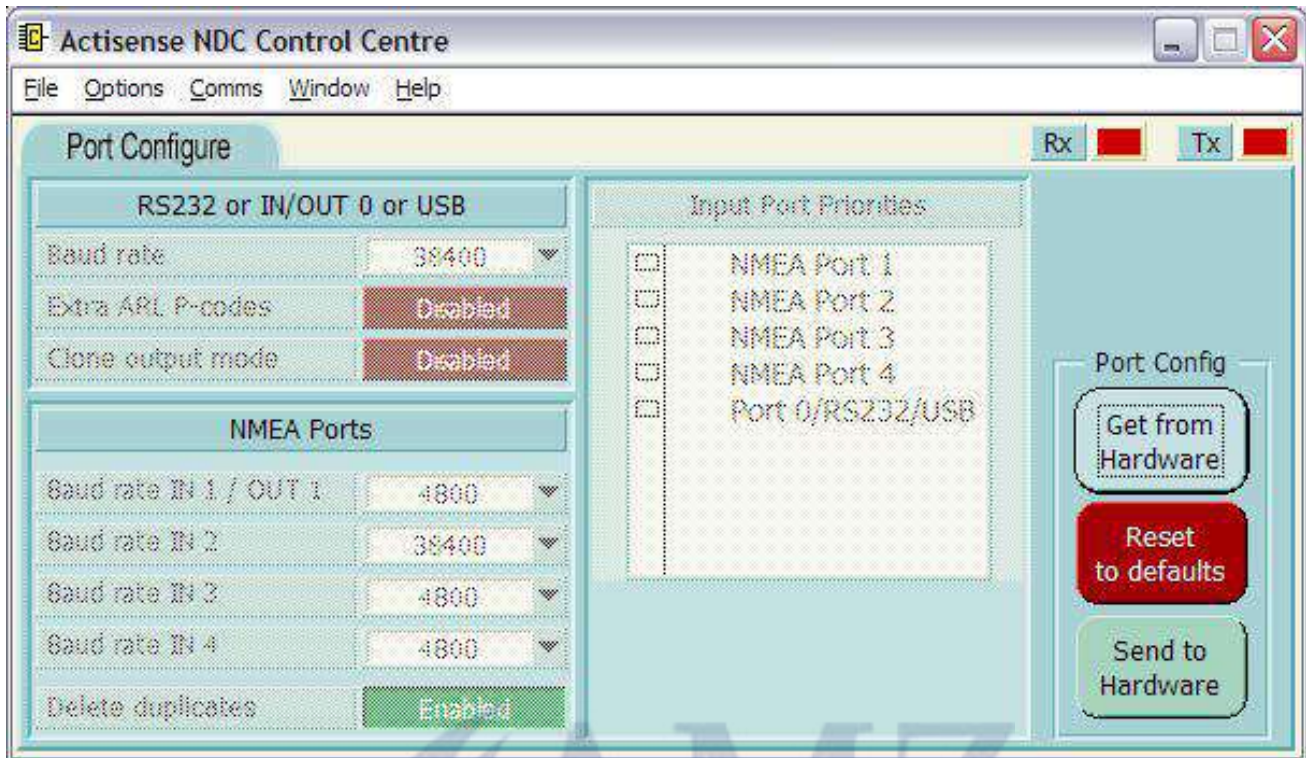 Actisense NDC Control Centre
File Options Comms Window Help
Port Configure
Rx
Tx
RS232 or IN/OUT 0 or USB
Baud rate 38400
Extra ARL P-codes Disabled
Clone output mode Disabled
NMEA Ports
Baud rate IN 1 / OUT 1 4800
Baud rate IN 2 38400
Baud rate IN 3 4800
Baud rate IN 4 4800
Delete duplicates Enabled
Input Port Priorities
NMEA Port 1
NMEA Port 2
NMEA Port 3
NMEA Port 4
Port 0/RS232/USB
Port Config
Get from
Hardware
Reset
to defaults
Send to
Hardware